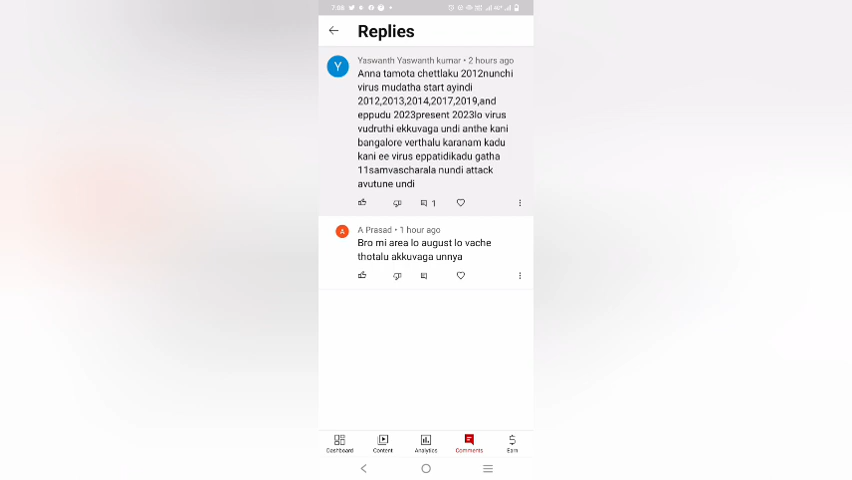 7:08
Replies
Y
Yaswanth Yaswanth kumar • 2 hours ago
Anna tamota chettlaku 2012nunchi
virus mudatha start ayindi
2012,2013,2014,2017,2019,and
eppudu 2023present 2023lo virus
vudruthi ekkuvaga undi anthe kani
bangalore verthalu karanam kadu
kani ee virus eppatidikadu gatha
11samvascharala nundi attack
avutune undi
1
A
A Prasad • 1 hour ago
Bro mi area lo august lo vache
thotalu akkuvaga unnya
Dashboard Content Analytics Comments Earn